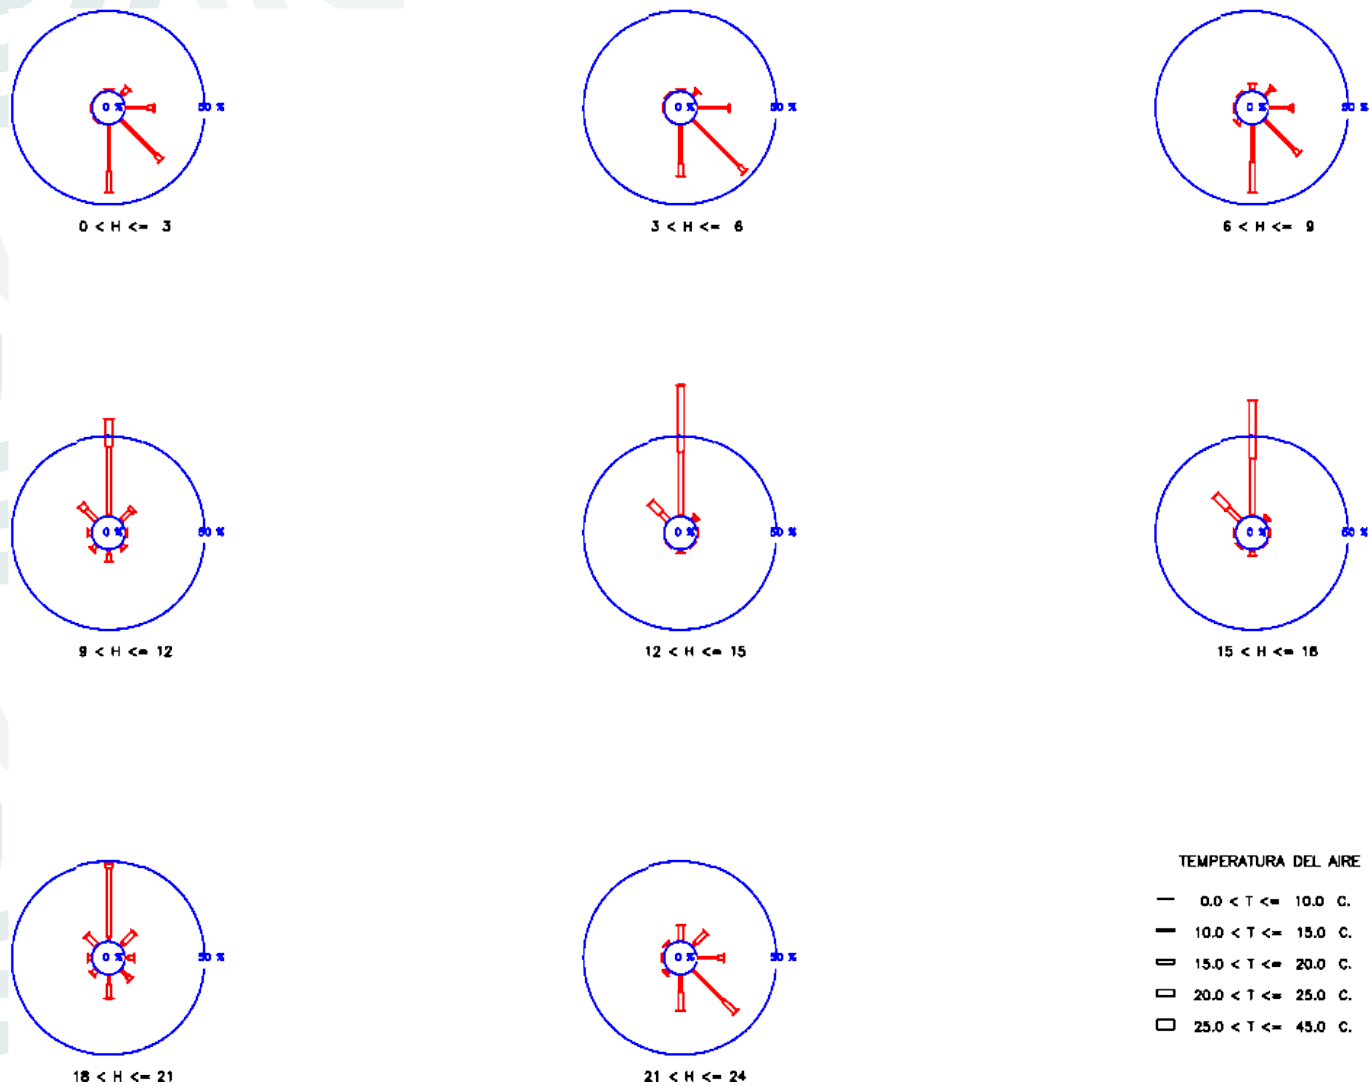 0 % 50 % 0 % 50 % 0 % 50 %
0 < H <= 3 3 < H <= 6 6 < H <= 9
0 % 50 % 0 % 50 % 0 % 50 %
9 < H <= 12 12 < H <= 15 15 < H <= 18
TEMPERATURA DEL AIRE
0.0 < T <= 10.0 C.
10.0 < T <= 15.0 C.
0 % 50 % 0 % 50 %
15.0 < T <= 20.0 C.
20.0 < T <= 25.0 C.
25.0 < T <= 45.0 C.
18 < H <= 21 21 < H <= 24